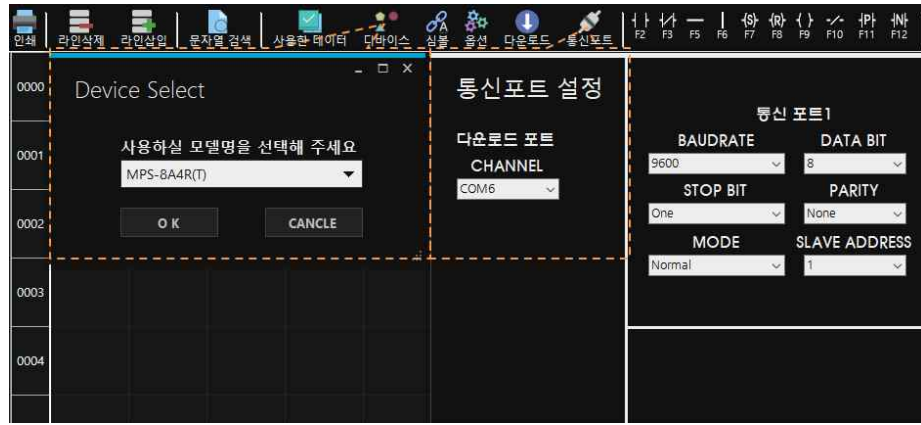 인쇄 라인삭제 라인삽입 문자열 검색 사용한 데이터 디바이스 심볼 옵션 다운로드 통신포트 F2 F3 F5 F6 F7 F8 F9 F10 F11 F12
{S} {R} { } {P} {N}
0000
0001
0002
0003
0004
Device Select
사용하실 모델명을 선택해 주세요
MPS-8A4R(T)
O K CANCLE
통신포트 설정
다운로드 포트
CHANNEL
COM6
통신 포트1
BAUDRATE DATA BIT
9600 8
STOP BIT PARITY
One None
MODE SLAVE ADDRESS
Normal 1